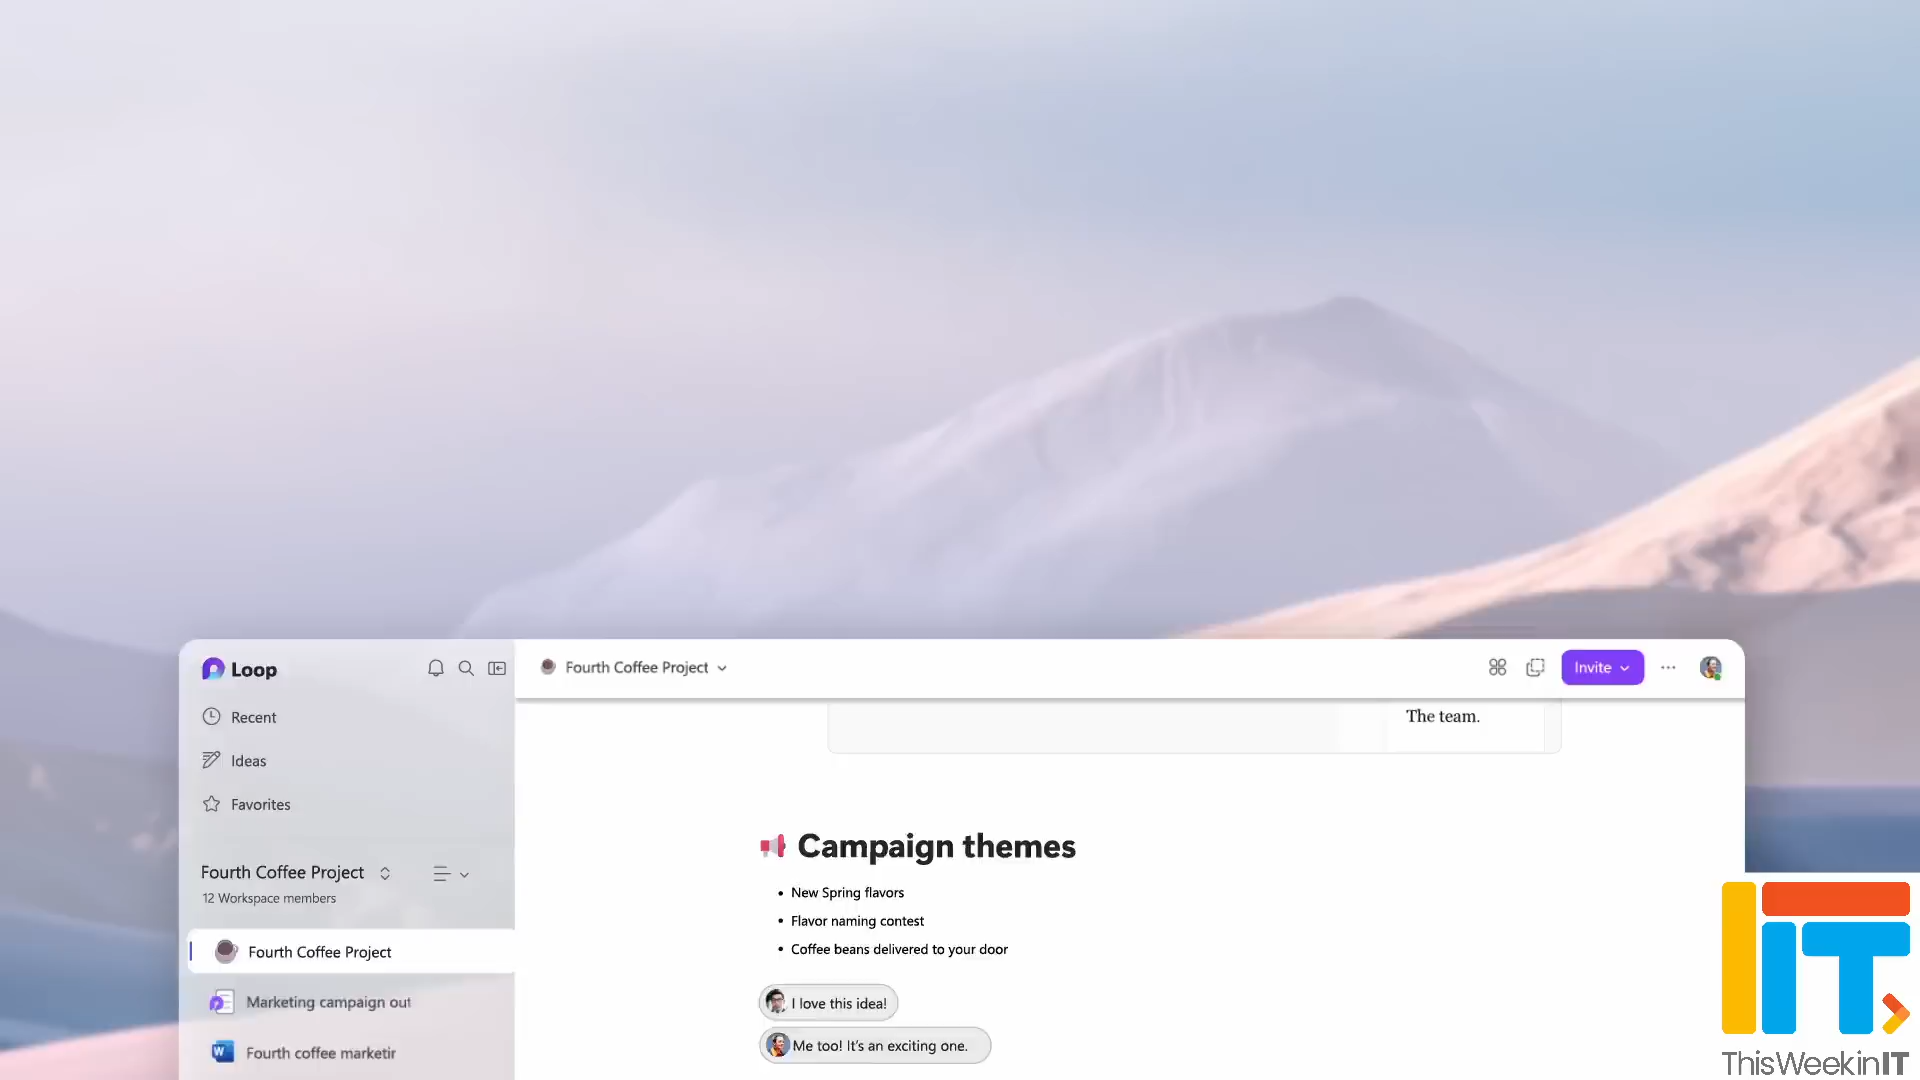 Loop
Fourth Coffee Project
Invite
Recent
The team.
Ideas
Favorites
Campaign themes
Fourth Coffee Project
12 Workspace members
• New Spring flavors
• Flavor naming contest
• Coffee beans delivered to your door
Fourth Coffee Project
Marketing campaign out
I love this idea!
Fourth coffee marketir
Me too! It's an exciting one.
W
IT
ThisWeekinIT